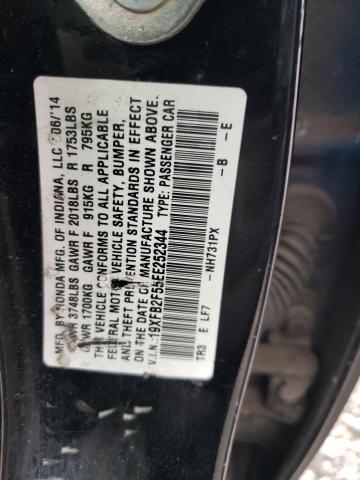 MFD. BY HONDA MFG. OF INDIANA, LLC 06/14
GVWR 3748LBS GAWR F 2018LBS R 1753LBS
GVWR 1700KG GAWR F 915KG R 795KG
THIS VEHICLE CONFORMS TO ALL APPLICABLE
FEDERAL MOTOR VEHICLE SAFETY, BUMPER,
AND THEFT PREVENTION STANDARDS IN EFFECT
ON THE DATE OF MANUFACTURE SHOWN ABOVE.
V.I.N.:19XFB2F55EE252344 TYPE: PASSENGER CAR
NH731PX -B -E
TR3 E LF7